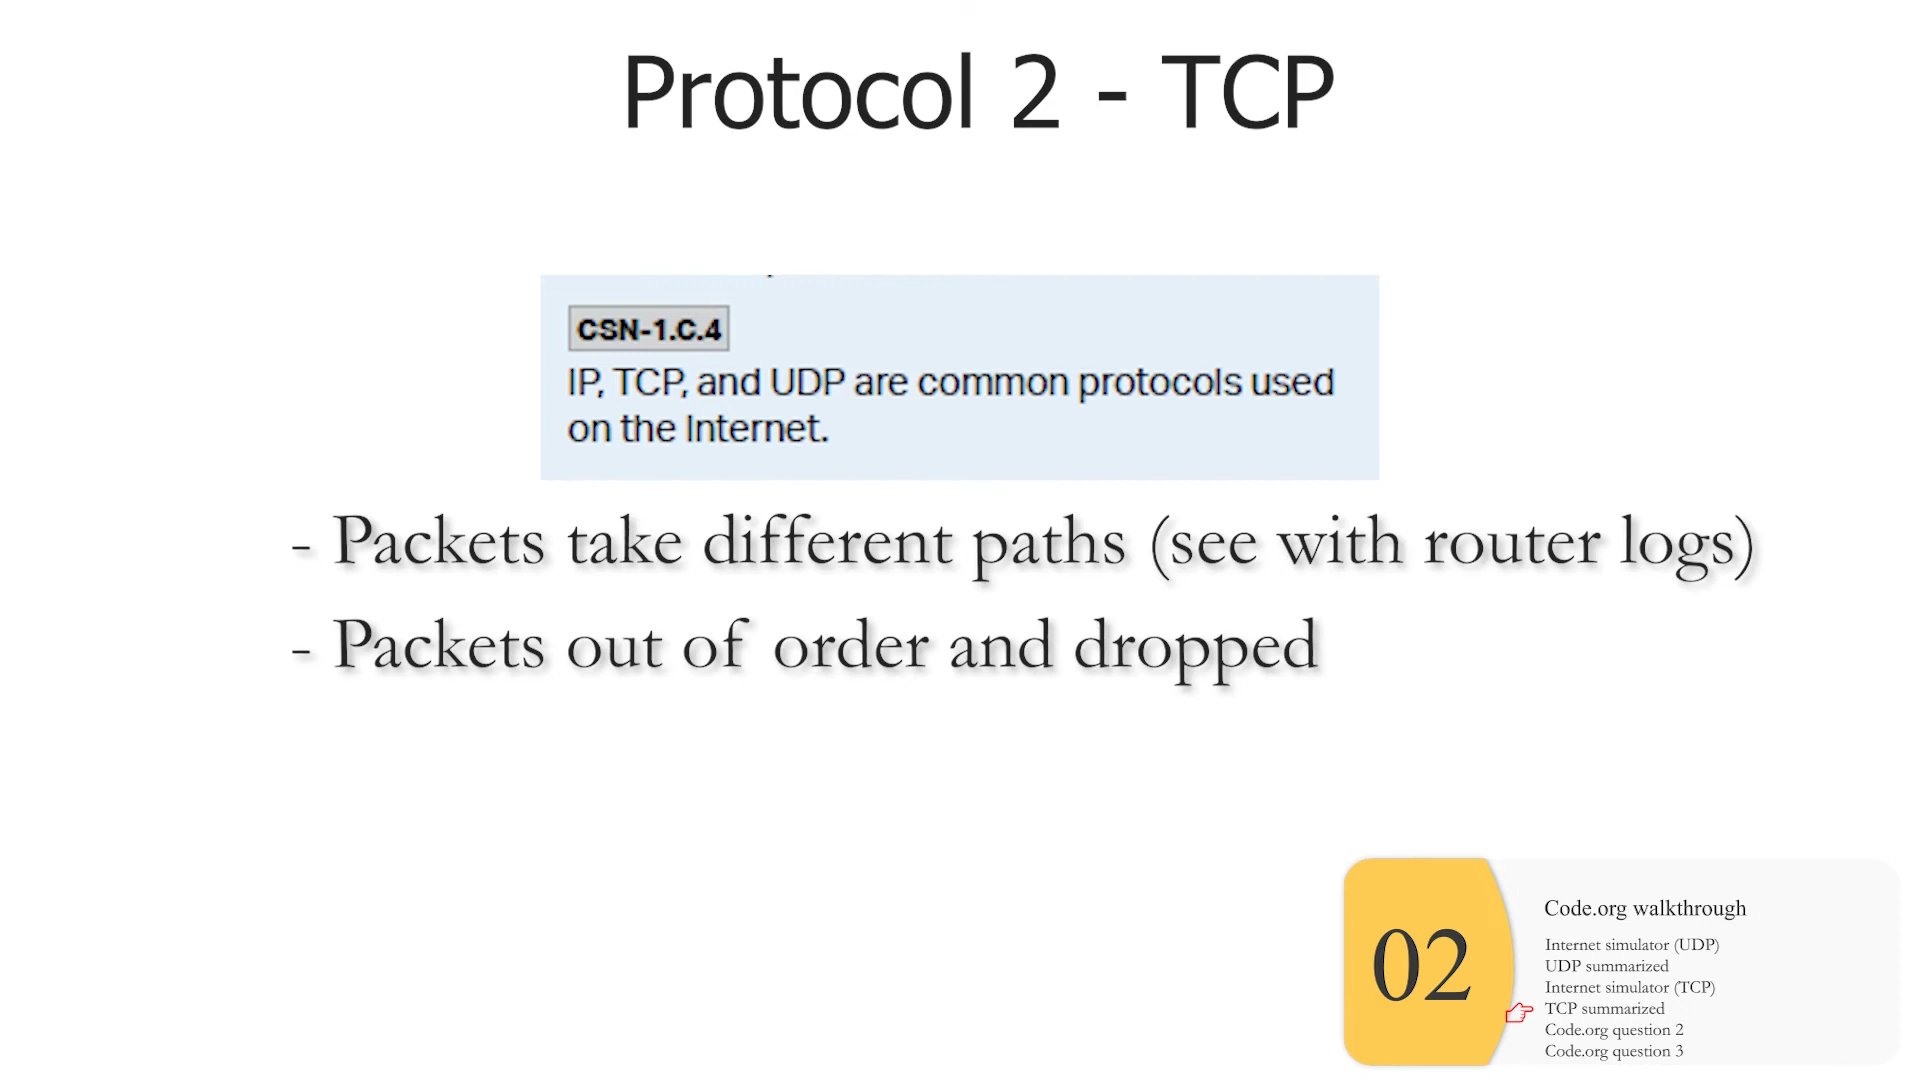 Protocol 2 - TCP
CSN-1.C.4
IP, TCP, and UDP are common protocols used
on the Internet.
- Packets take different paths (see with router logs)
- Packets out of order and dropped
02
Code.org walkthrough
Internet simulator (UDP)
UDP summarized
Internet simulator (TCP)
TCP summarized
Code.org question 2
Code.org question 3